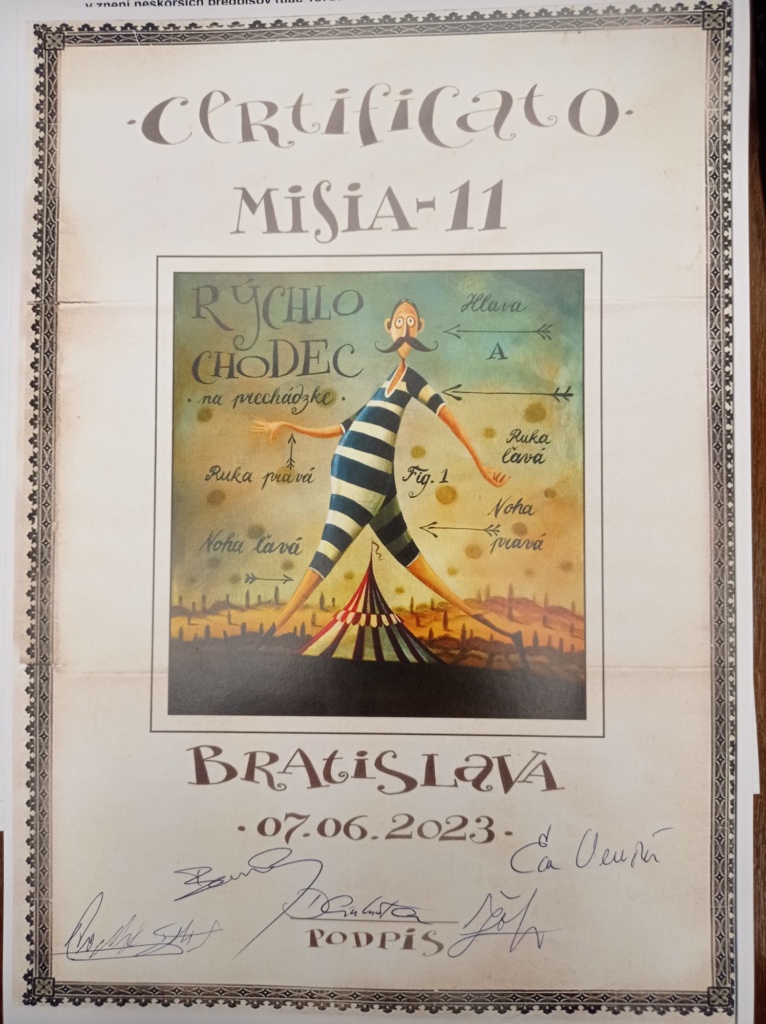 v znení neskorších predpisov
·Certificato·
Misia-11
RÝCHLO
CHODEC
· na prechádzke ·
Hlava
A
Ruka
ľavá
Ruka pravá
Fig. 1
Noha
pravá
Noha ľavá
Bratislava
·07.06.2023·
Podpis